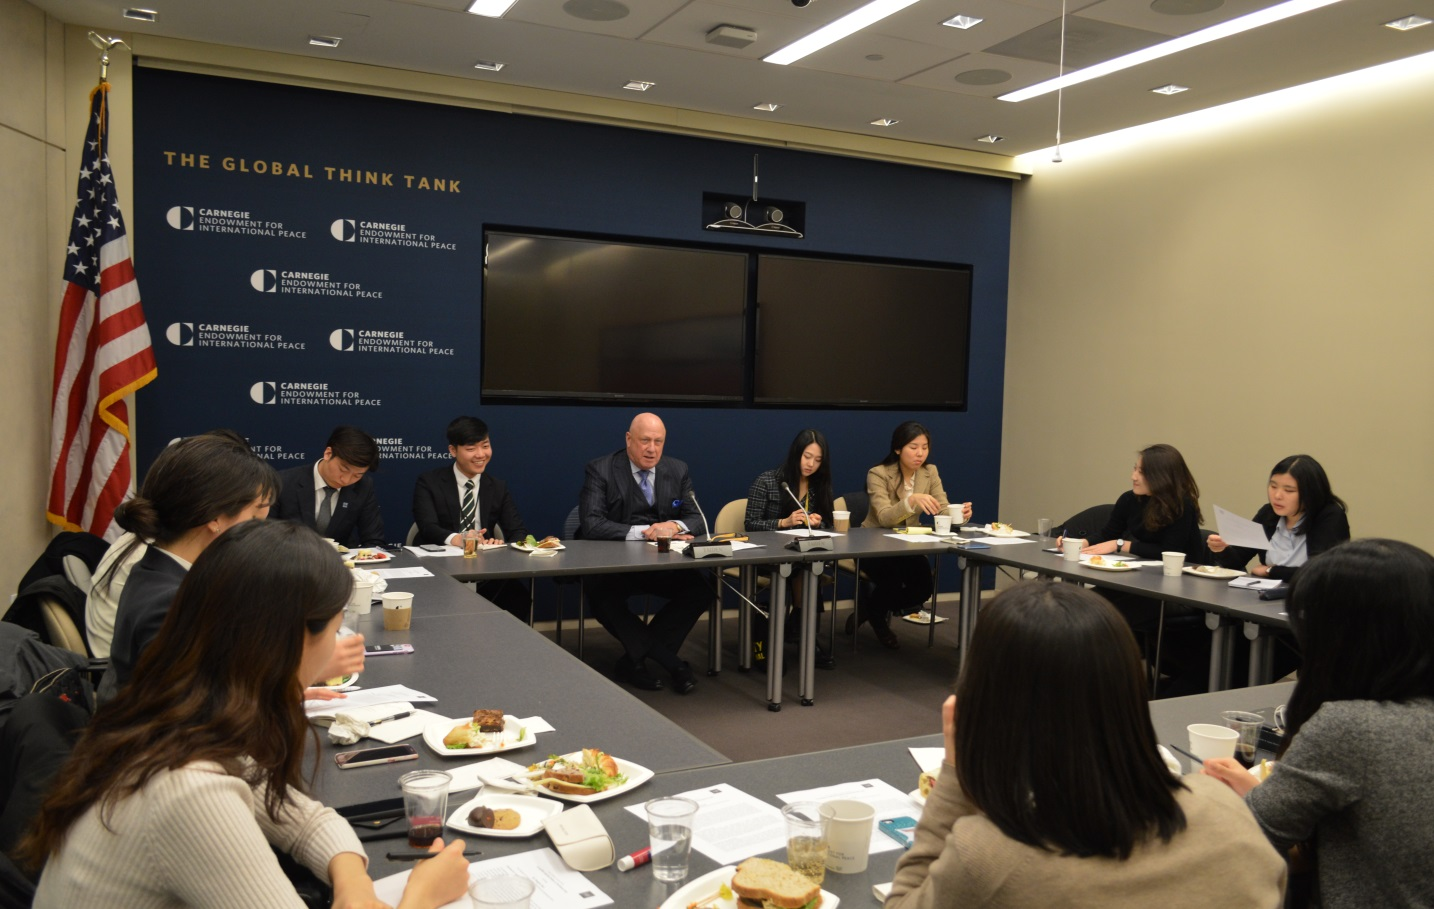 THE GLOBAL THINK TANK
CARNEGIE
ENDOWMENT FOR
INTERNATIONAL PEACE
CARNEGIE
ENDOWMENT FOR
INTERNATIONAL PEACE
CARNEGIE
ENDOWMENT FOR
INTERNATIONAL PEACE
CARNEGIE
ENDOWMENT FOR
INTERNATIONAL PEACE
CARNEGIE
ENDOWMENT FOR
INTERNATIONAL PEACE
CARNEGIE
ENDOWMENT FOR
INTERNATIONAL PEACE